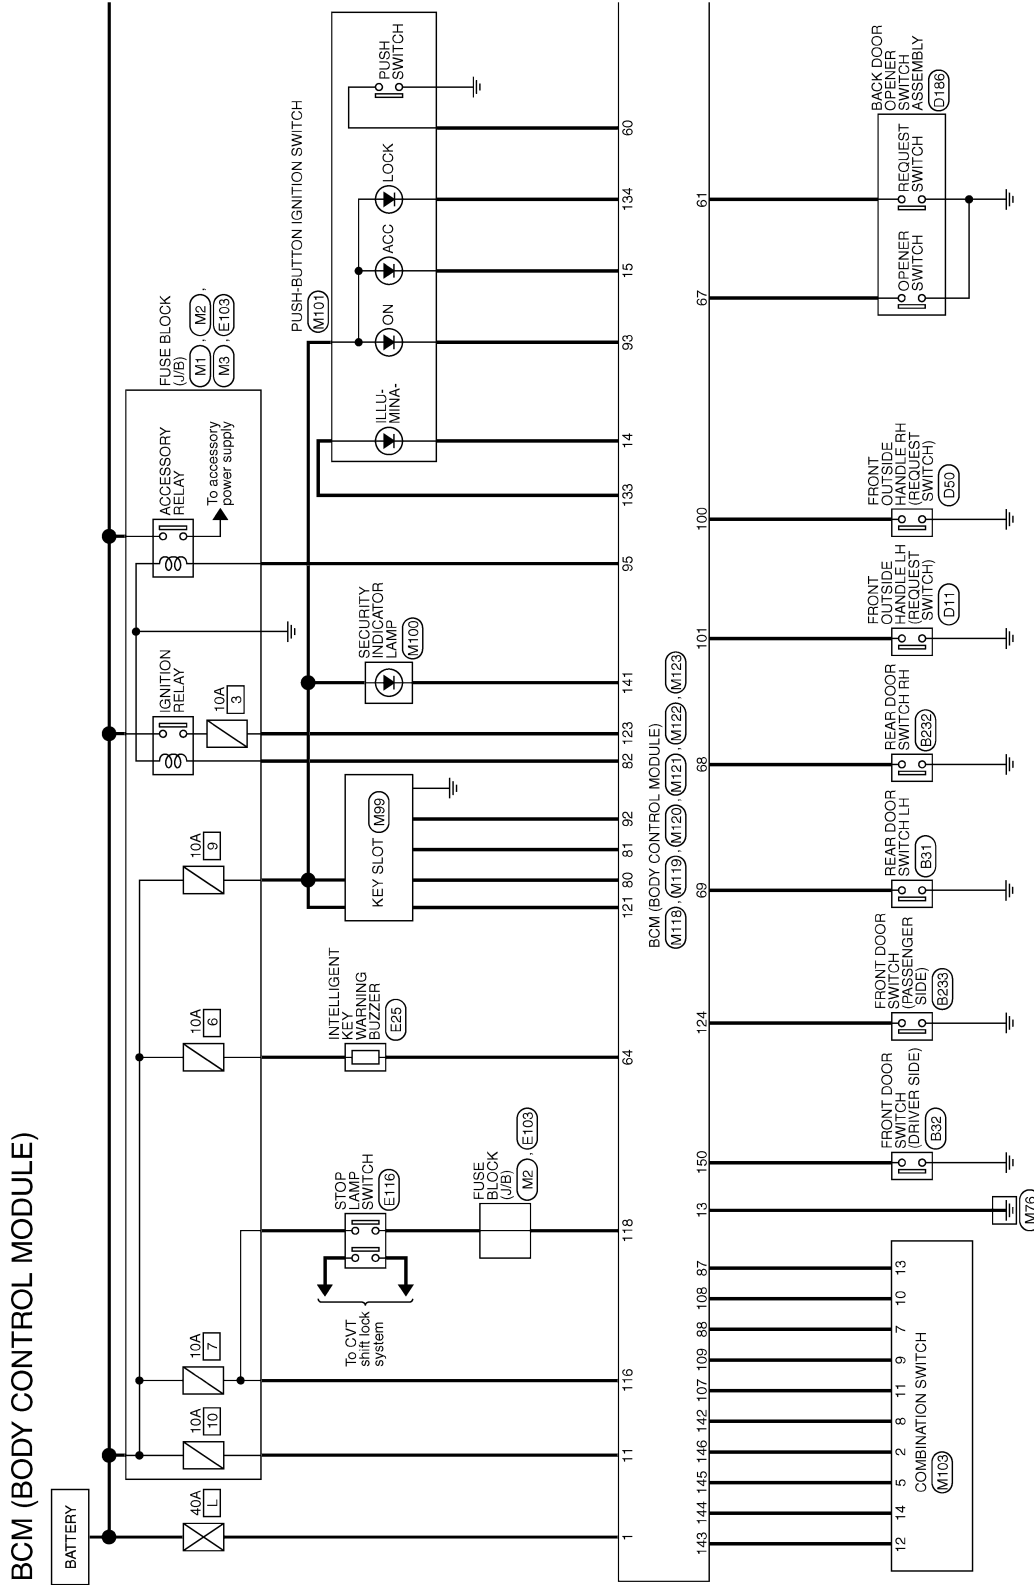 BCM (BODY CONTROL MODULE)
BATTERY
40A
L
10A
10
10A
7
10A
6
10A
9
IGNITION
RELAY
10A
3
ACCESSORY
RELAY
To accessory
power supply
FUSE BLOCK
(J/B)
M1 , M2 ,
M3 , E103
To CVT
shift lock
system
STOP
LAMP
SWITCH
E116
FUSE
BLOCK
(J/B)
M2 , E103
INTELLIGENT
KEY
WARNING
BUZZER
E25
KEY SLOT
M99
SECURITY
INDICATOR
LAMP
M100
PUSH-BUTTON IGNITION SWITCH
M101
ILLU-
MINA-
ON
ACC
LOCK
PUSH
SWITCH
1
11
116
118
64
121
80
81
92
82
123
141
95
133
14
93
15
134
60
BCM (BODY CONTROL MODULE)
M118 , M119 , M120 , M121 , M122 , M123
143
144
145
146
142
107
109
88
108
87
13
150
124
69
68
101
100
67
61
12
14
5
2
8
11
9
7
10
13
COMBINATION SWITCH
M103
M76
FRONT DOOR
SWITCH
(DRIVER SIDE)
B32
FRONT DOOR
SWITCH
(PASSENGER
SIDE)
B233
REAR DOOR
SWITCH LH
B31
REAR DOOR
SWITCH RH
B232
FRONT
OUTSIDE
HANDLE LH
(REQUEST
SWITCH)
D11
FRONT
OUTSIDE
HANDLE RH
(REQUEST
SWITCH)
D50
OPENER
SWITCH
REQUEST
SWITCH
BACK DOOR
OPENER
SWITCH
ASSEMBLY
D186